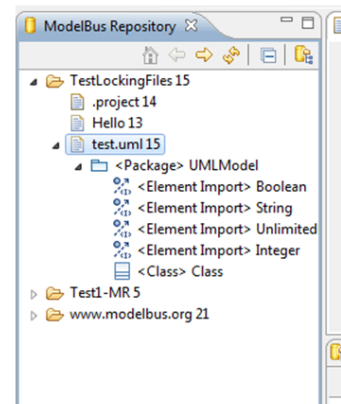 ModelBus Repository
TestLockingFiles 15
.project 14
Hello 13
test.uml 15
<Package> UMLModel
<Element Import> Boolean
<Element Import> String
<Element Import> Unlimited
<Element Import> Integer
<Class> Class
Test1-MR 5
www.modelbus.org 21